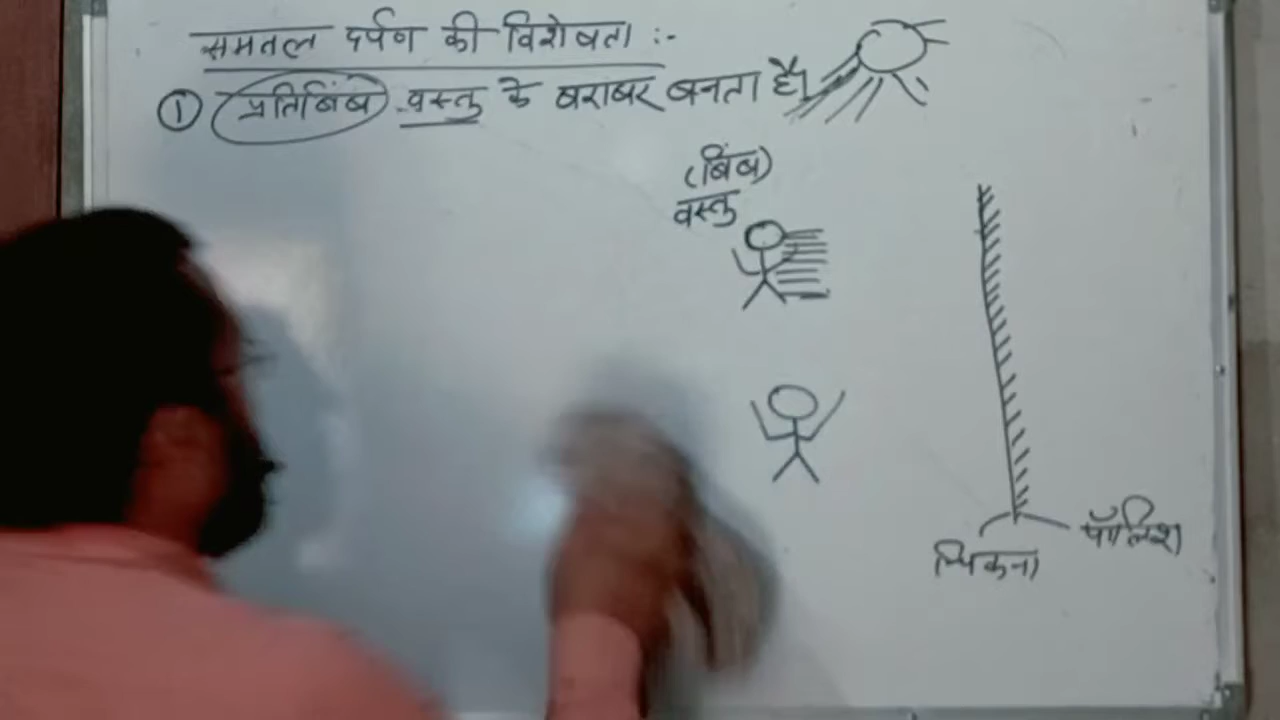 समतल दर्पण की विशेषता :-
① प्रतिबिंब वस्तु के बराबर बनता है।
(बिंब)
वस्तु
पॉलिश
चिकना